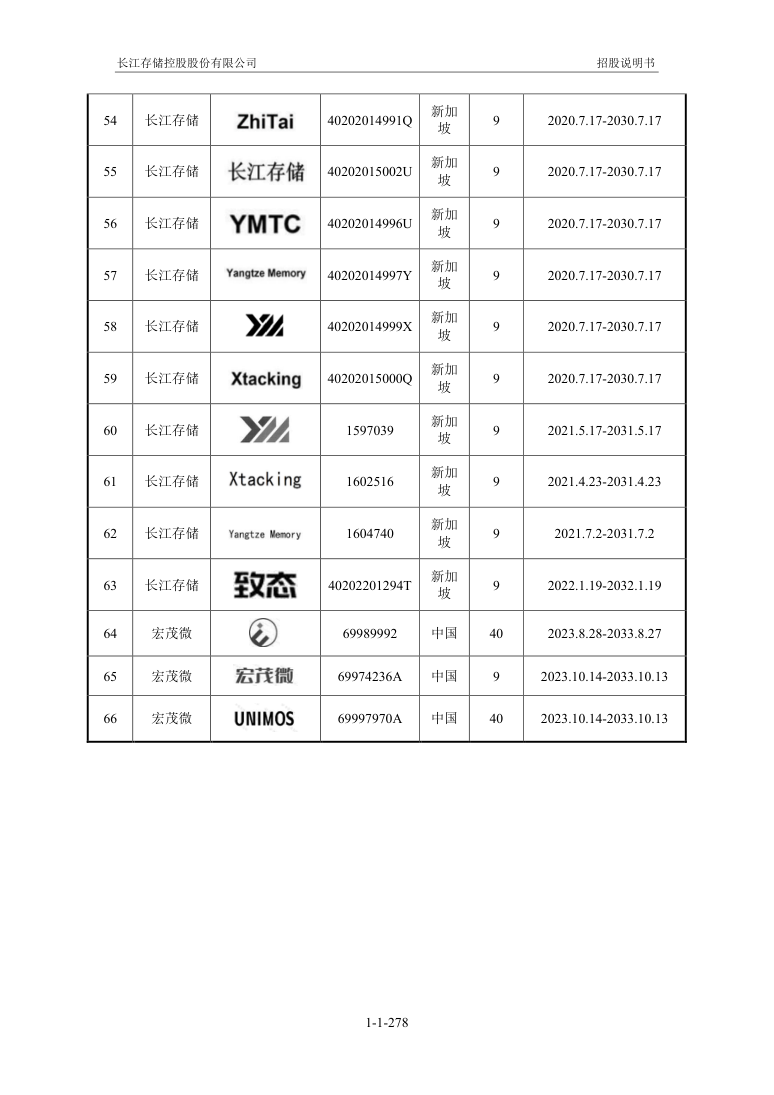 长江存储控股股份有限公司 招股说明书
54 长江存储 ZhiTai 40202014991Q 新加坡 9 2020.7.17-2030.7.17
55 长江存储 长江存储 40202015002U 新加坡 9 2020.7.17-2030.7.17
56 长江存储 YMTC 40202014996U 新加坡 9 2020.7.17-2030.7.17
57 长江存储 Yangtze Memory 40202014997Y 新加坡 9 2020.7.17-2030.7.17
58 长江存储 YM 40202014999X 新加坡 9 2020.7.17-2030.7.17
59 长江存储 Xtacking 40202015000Q 新加坡 9 2020.7.17-2030.7.17
60 长江存储 YM 1597039 新加坡 9 2021.5.17-2031.5.17
61 长江存储 Xtacking 1602516 新加坡 9 2021.4.23-2031.4.23
62 长江存储 Yangtze Memory 1604740 新加坡 9 2021.7.2-2031.7.2
63 长江存储 致态 40202201294T 新加坡 9 2022.1.19-2032.1.19
64 宏茂微 69989992 中国 40 2023.8.28-2033.8.27
65 宏茂微 宏茂微 69974236A 中国 9 2023.10.14-2033.10.13
66 宏茂微 UNIMOS 69997970A 中国 40 2023.10.14-2033.10.13
1-1-278